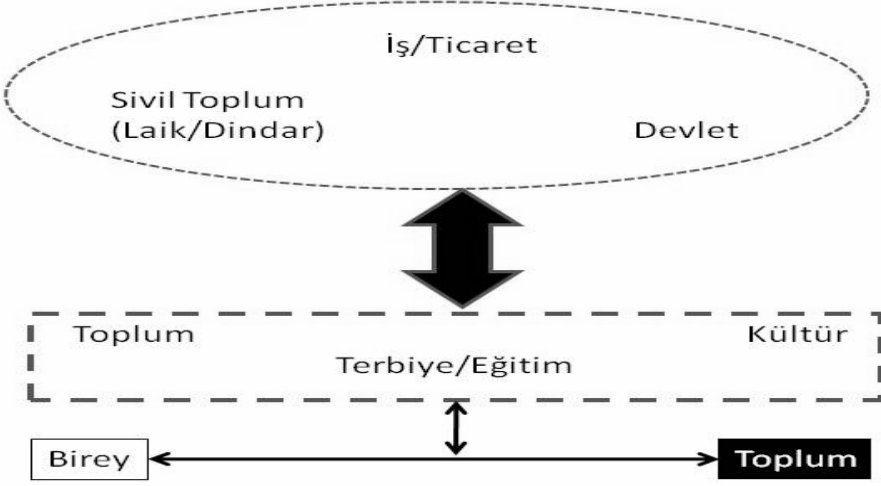 İş/Ticaret
Sivil Toplum
(Laik/Dindar)
Devlet
Toplum
Kültür
Terbiye/Eğitim
Birey
Toplum